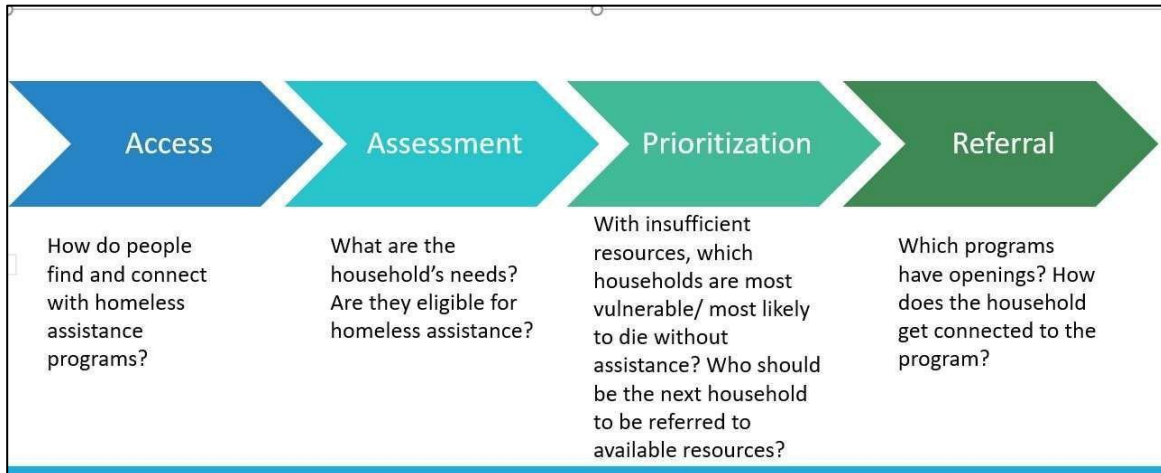 Access
Assessment
Prioritization
Referral
How do people
find and connect
with homeless
assistance
programs?
What are the
household's needs?
Are they eligible for
homeless assistance?
With insufficient
resources, which
households are most
vulnerable/ most likely
to die without
assistance? Who should
be the next household
to be referred to
available resources?
Which programs
have openings? How
does the household
get connected to the
program?